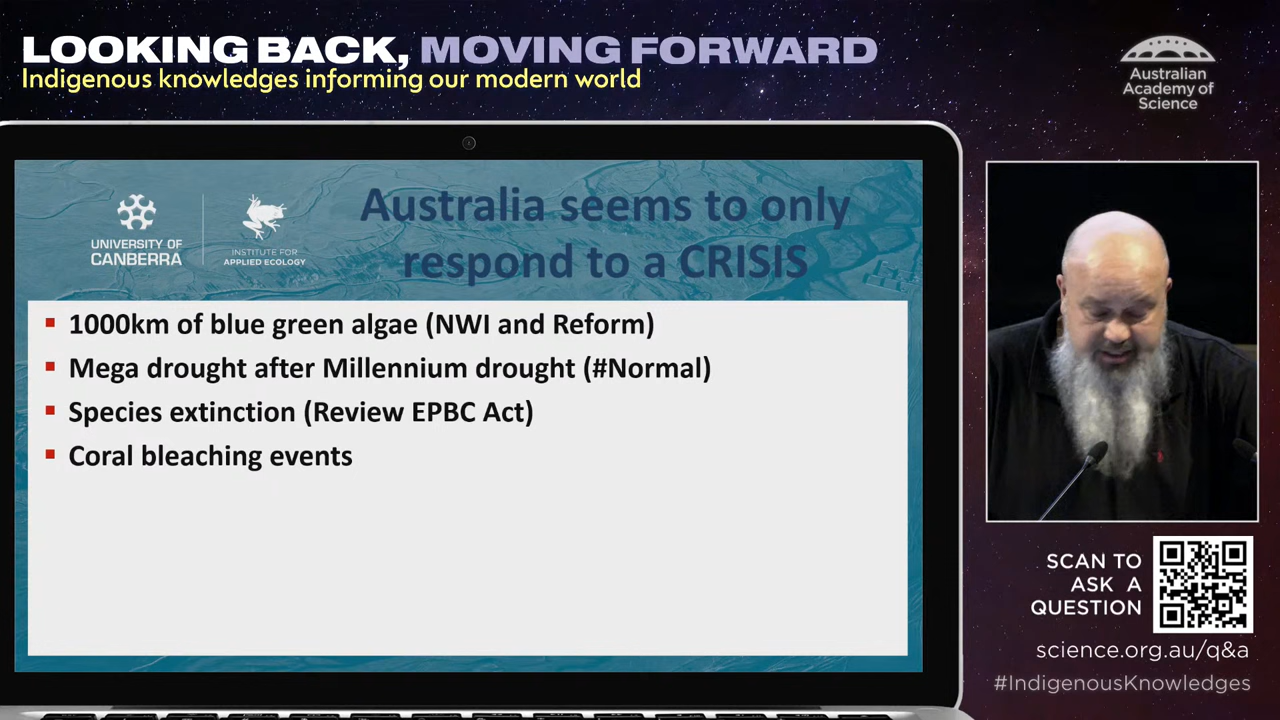 LOOKING BACK, MOVING FORWARD
Indigenous knowledges informing our modern world
Australian
Academy of
Science
UNIVERSITY OF
CANBERRA
INSTITUTE FOR
APPLIED ECOLOGY
Australia seems to only
respond to a CRISIS
1000km of blue green algae (NWI and Reform)
Mega drought after Millennium drought (#Normal)
Species extinction (Review EPBC Act)
Coral bleaching events
SCAN TO
ASK A
QUESTION
science.org.au/q&a
#IndigenousKnowledges